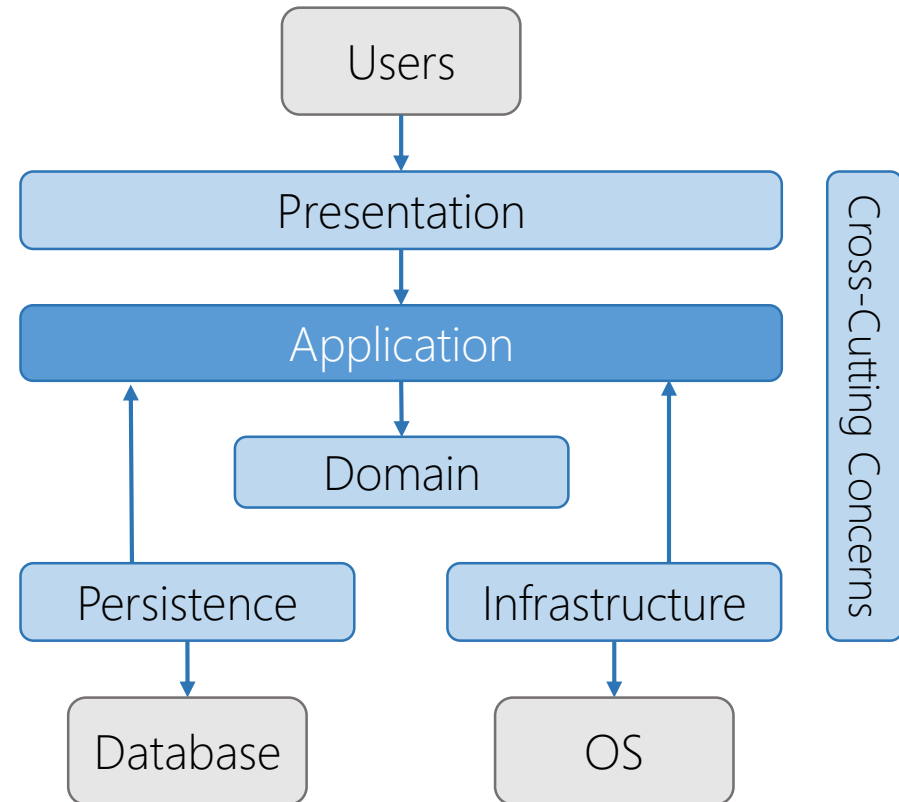 Users
Presentation
Application
Domain
Persistence
Infrastructure
Database
OS
Cross-Cutting Concerns